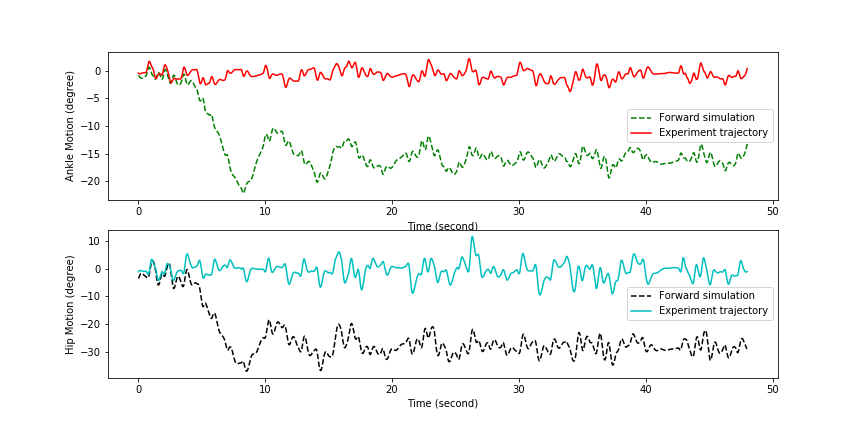 0
−5
−10
−15
−20
Ankle Motion (degree)
Forward simulation
Experiment trajectory
0 10 20 30 40 50
Time (second)
10
0
−10
−20
−30
Hip Motion (degree)
Forward simulation
Experiment trajectory
0 10 20 30 40 50
Time (second)